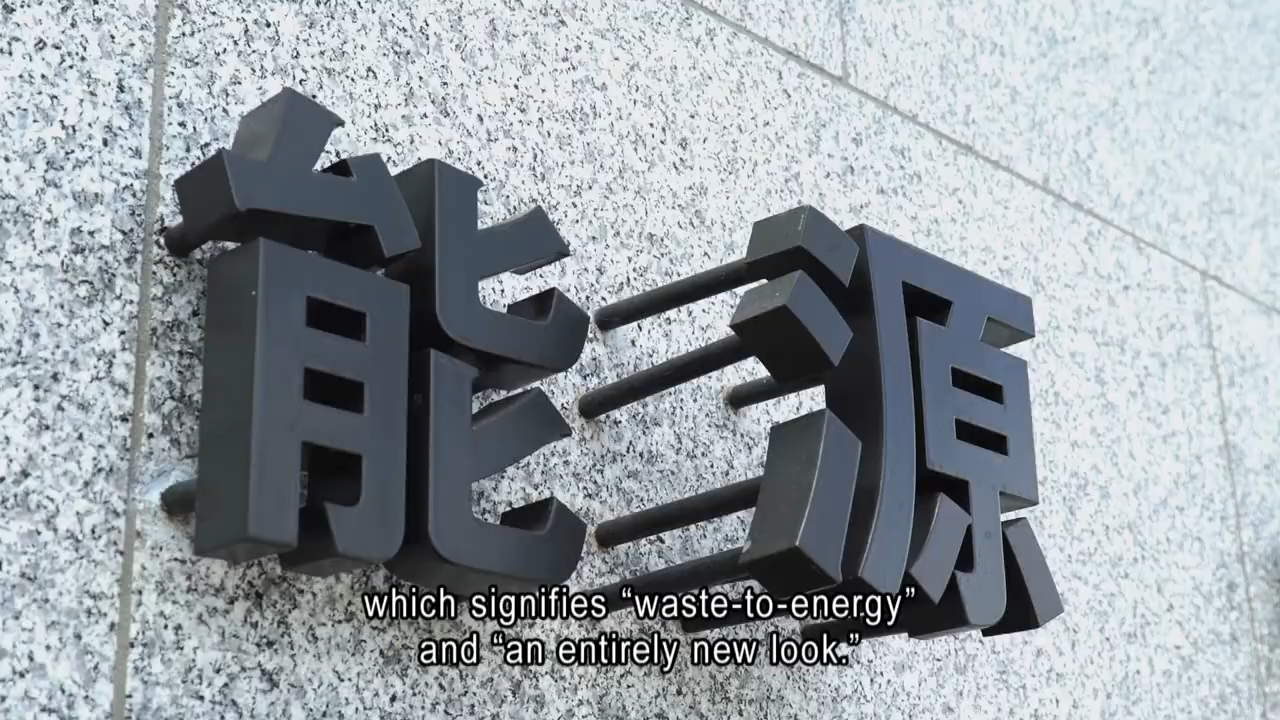 能源
which signifies “waste-to-energy”
and “an entirely new look.”